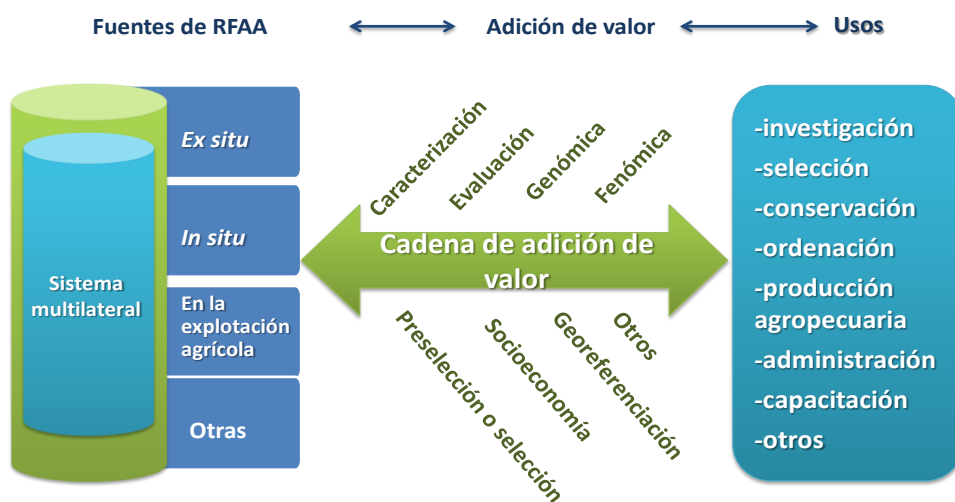 Fuentes de RFAA
Adición de valor
Usos
Sistema
multilateral
Ex situ
In situ
En la
explotación
agrícola
Otras
Caracterización
Evaluación
Genómica
Fenómica
Cadena de adición de
valor
Preselección o selección
Socioeconomía
Georeferenciación
Otros
-investigación
-selección
-conservación
-ordenación
-producción
agropecuaria
-administración
-capacitación
-otros